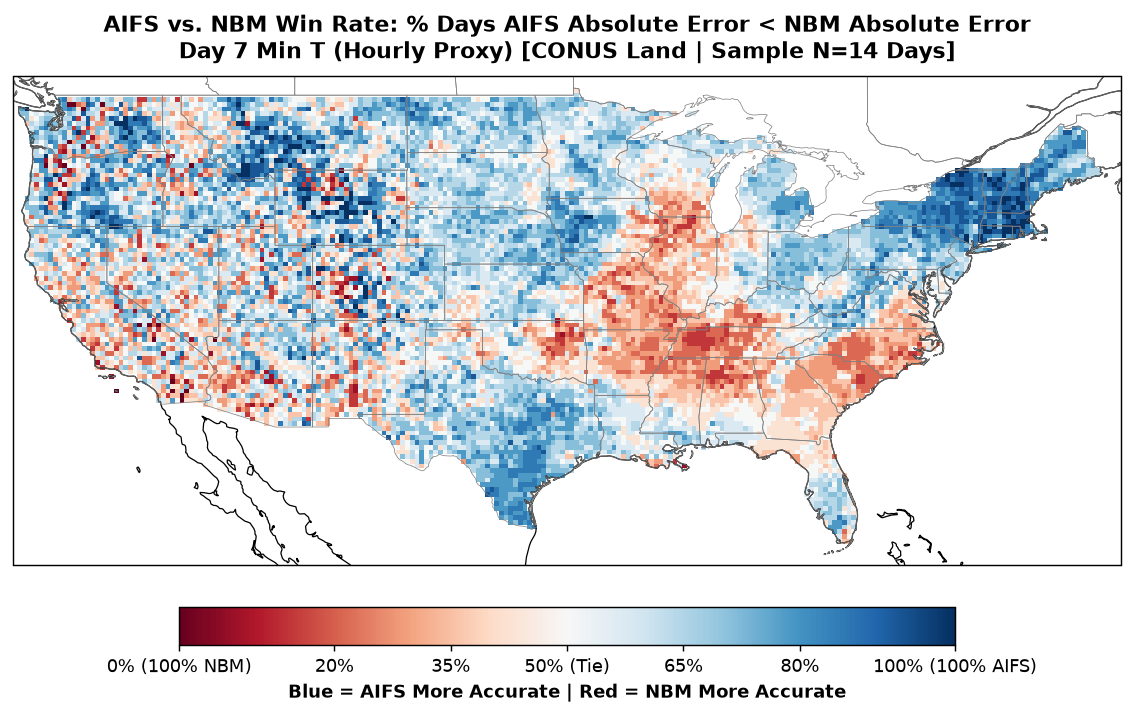 AIFS vs. NBM Win Rate: % Days AIFS Absolute Error < NBM Absolute Error
Day 7 Min T (Hourly Proxy) [CONUS Land | Sample N=14 Days]
0% (100% NBM) 20% 35% 50% (Tie) 65% 80% 100% (100% AIFS)
Blue = AIFS More Accurate | Red = NBM More Accurate